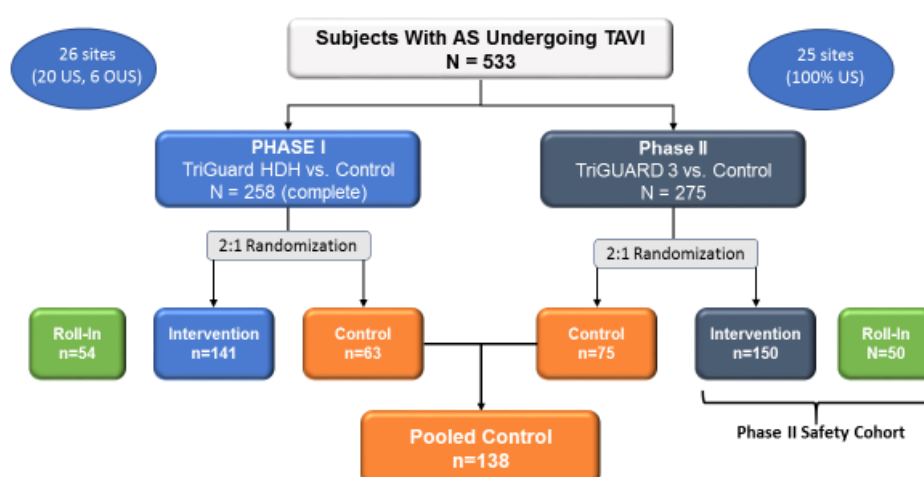 Subjects With AS Undergoing TAVI
N = 533
26 sites
(20 US, 6 OUS)
25 sites
(100% US)
PHASE I
TriGuard HDH vs. Control
N = 258 (complete)
Phase II
TriGUARD 3 vs. Control
N = 275
2:1 Randomization
2:1 Randomization
Roll-In
n=54
Intervention
n=141
Control
n=63
Control
n=75
Intervention
n=150
Roll-In
N=50
Pooled Control
n=138
Phase II Safety Cohort